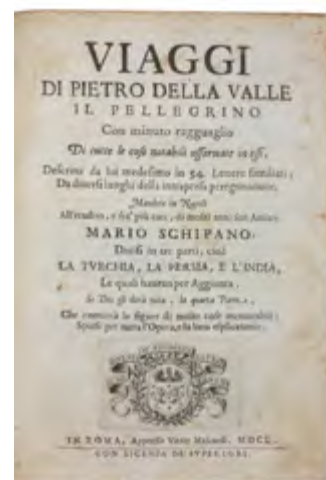 VIAGGI
DI PIETRO DELLA VALLE
IL PELLEGRINO
Con minuto ragguaglio
Di tutte le cose notabili osservate in essi,
Descritti da lui medesimo in 54. Lettere familiari;
Da diversi luoghi della intrapresa peregrinatione,
Mandate in Napoli
All'erudito, e fra' più cari, di molti anni suo Amico
MARIO SCHIPANO,
Divisi in tre parti, cioè
LA TVRCHIA, LA PERSIA, E L'INDIA,
Le quali hauran per Aggiunta,
Se Dio gli darà vita, la quarta Parte,
Che conterrà le figure di molte cose memorabili,
Sparse per tutta l'Opera, e la loro esplicatione.
IN ROMA, Appresso Vitale Mascardi. MDCL.
CON LICENZA DE' SVPERIORI.